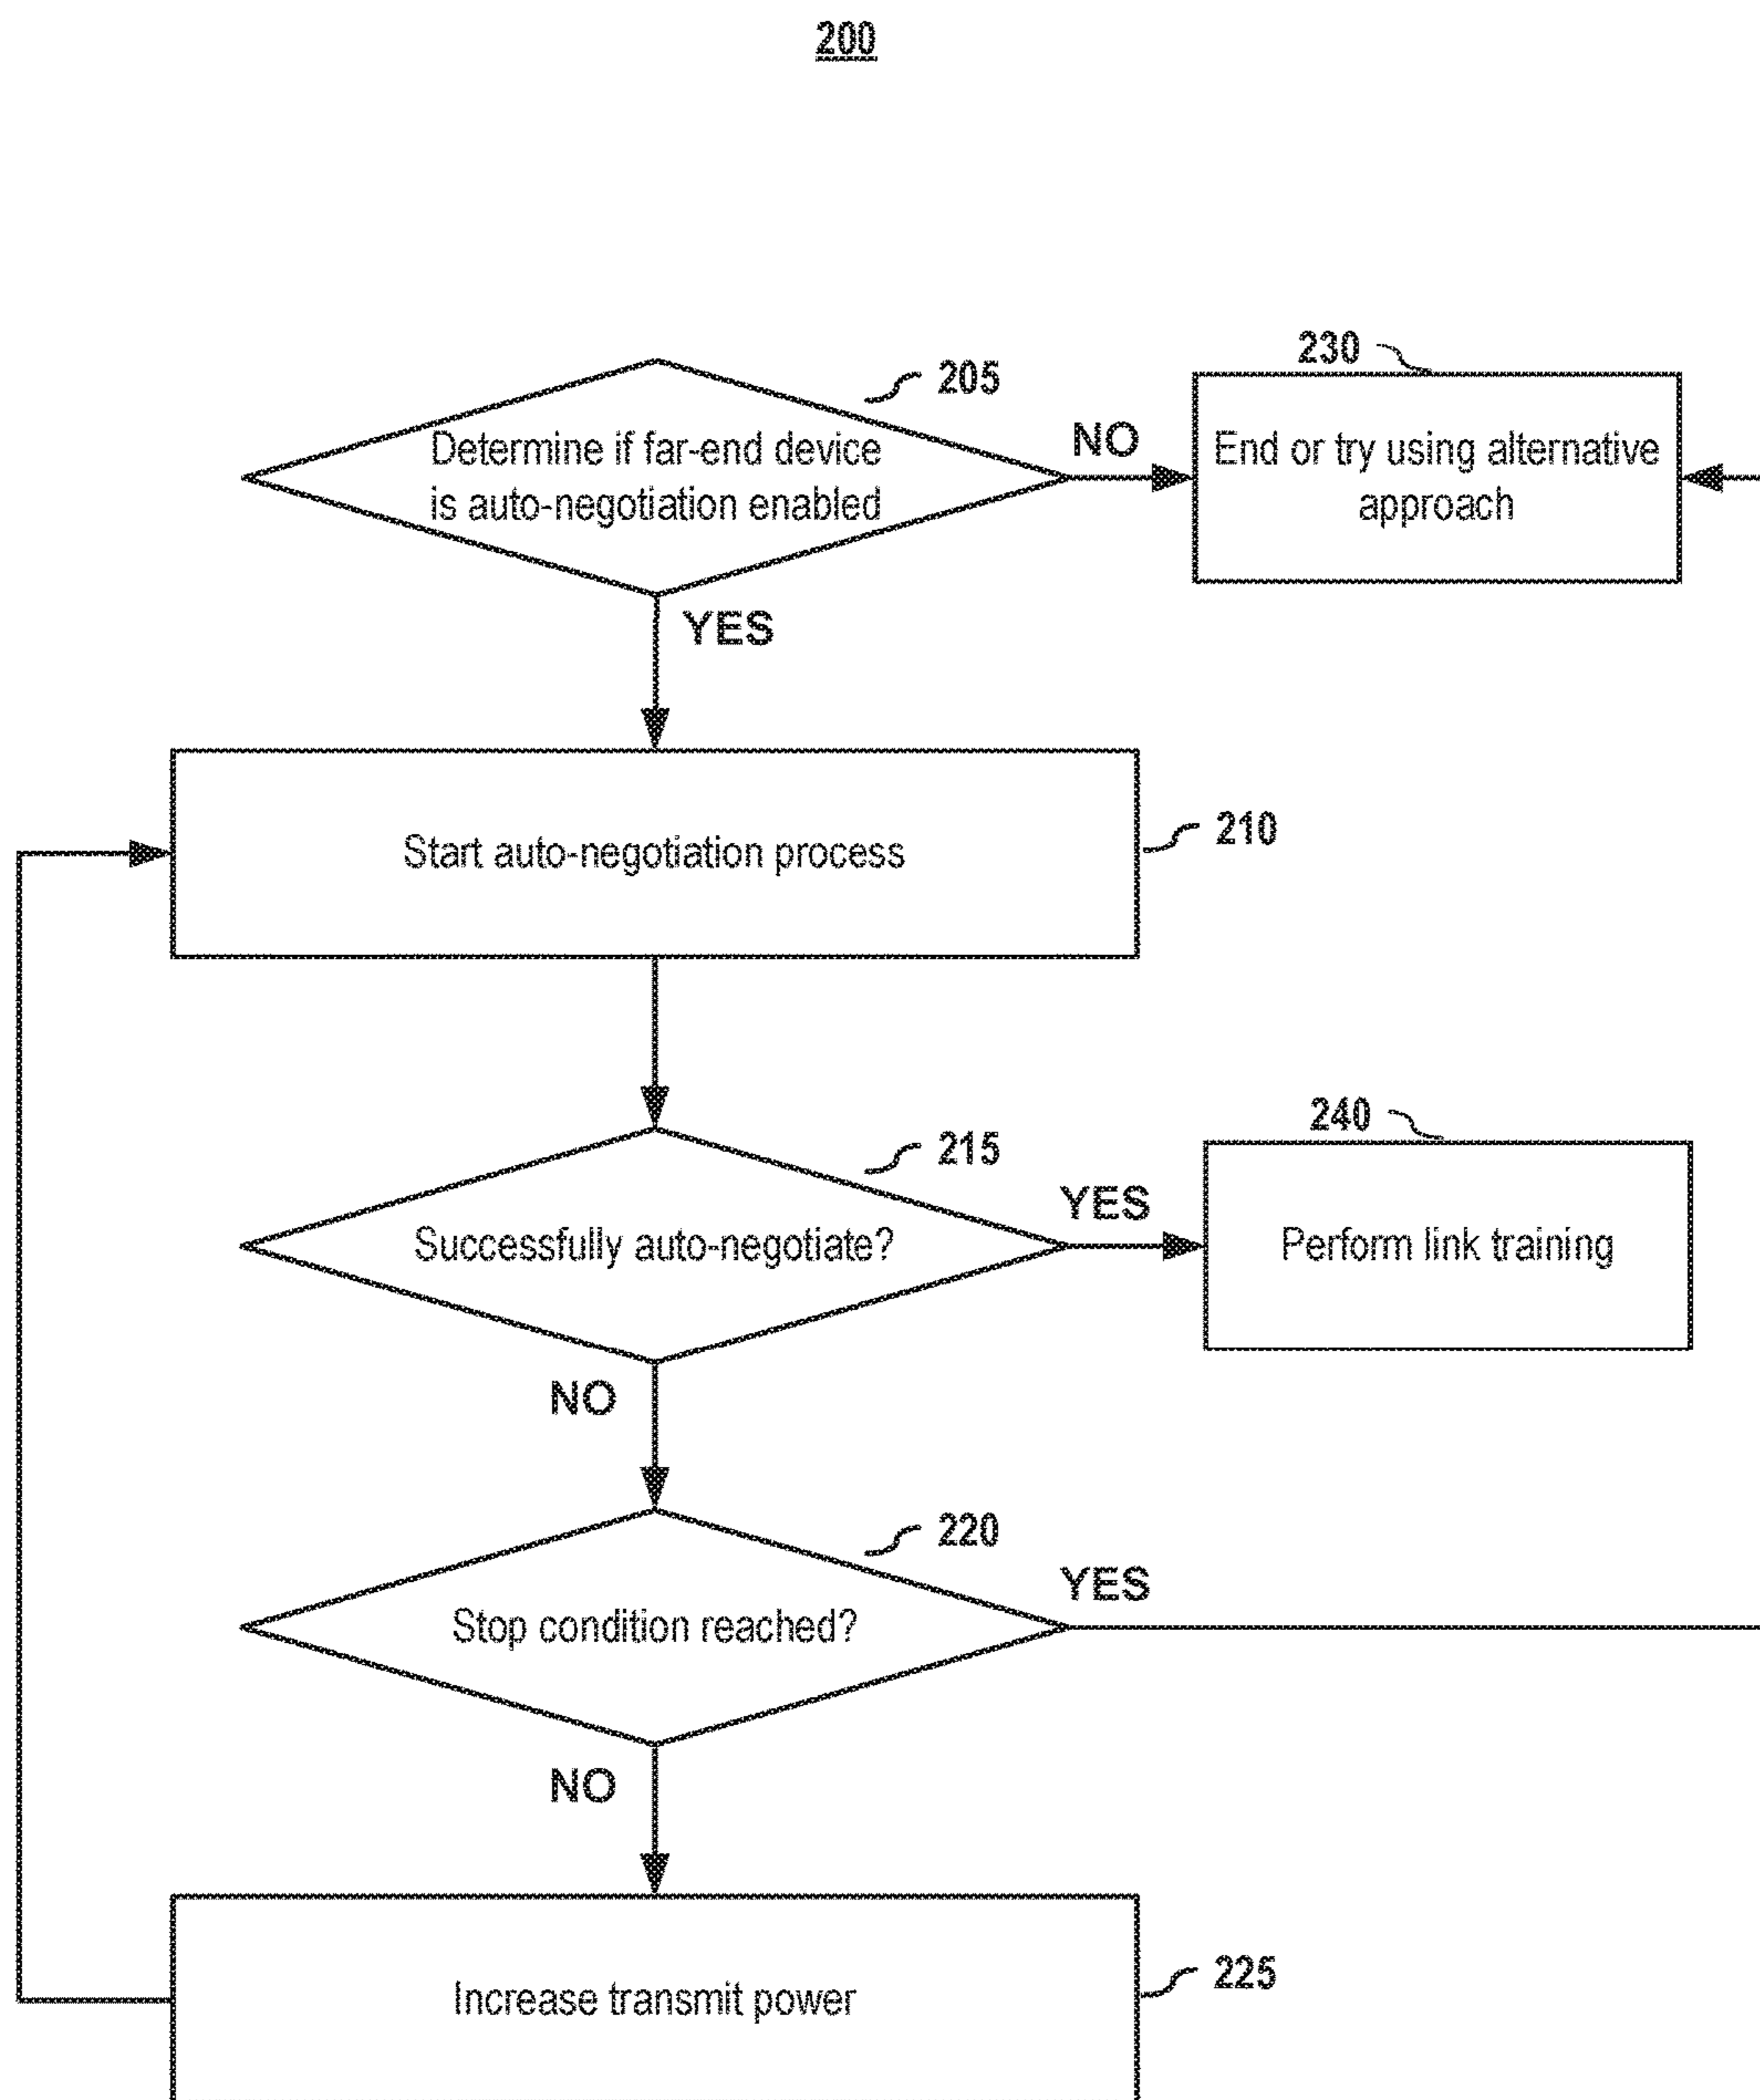 200
205
230
Determine if far-end device
is auto-negotiation enabled
NO
End or try using alternative
approach
YES
Start auto-negotiation process
210
215
240
Successfully auto-negotiate?
YES
Perform link training
NO
220
Stop condition reached?
YES
NO
Increase transmit power
225